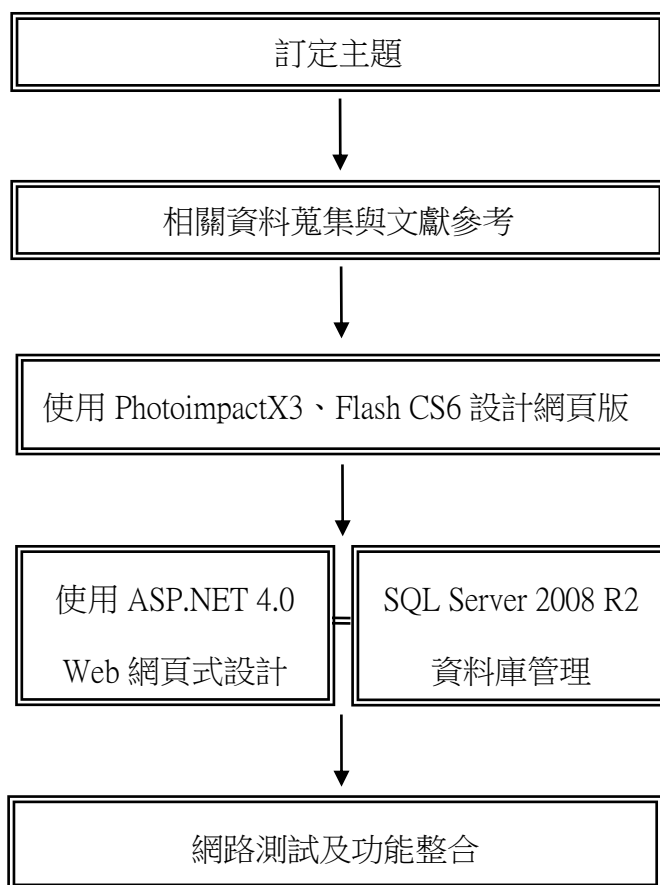 訂定主題
相關資料蒐集與文獻參考
使用 PhotoimpactX3、Flash CS6 設計網頁版
使用 ASP.NET 4.0
Web 網頁式設計
SQL Server 2008 R2
資料庫管理
網路測試及功能整合